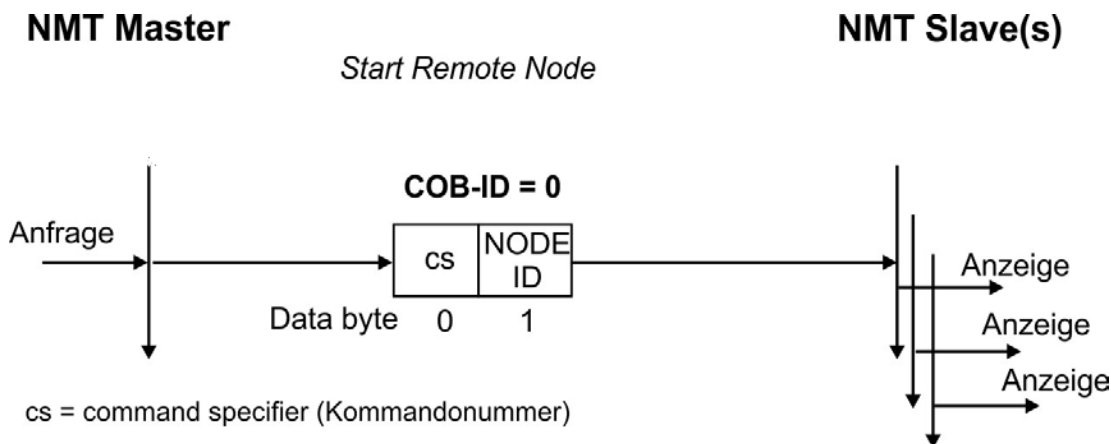 NMT Master
NMT Slave(s)
Start Remote Node
COB-ID = 0
Anfrage
cs
NODE
ID
Anzeige
Data byte 0 1
Anzeige
Anzeige
cs = command specifier (Kommandonummer)